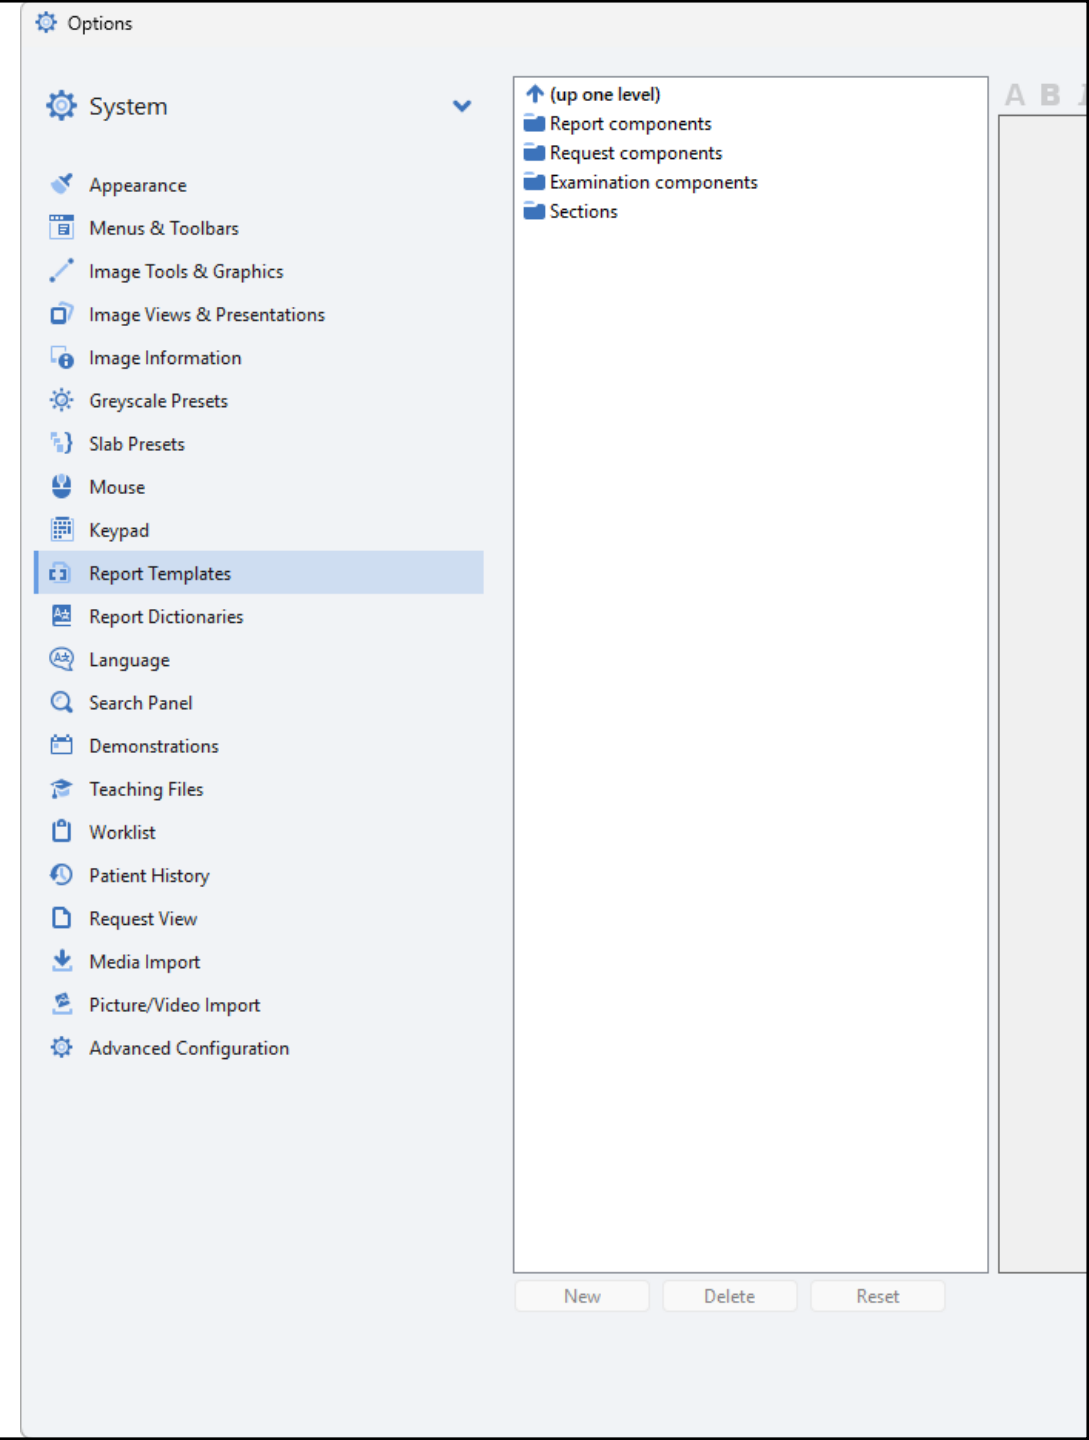 Options
System
Appearance
Menus & Toolbars
Image Tools & Graphics
Image Views & Presentations
Image Information
Greyscale Presets
Slab Presets
Mouse
Keypad
Report Templates
Report Dictionaries
Language
Search Panel
Demonstrations
Teaching Files
Worklist
Patient History
Request View
Media Import
Picture/Video Import
Advanced Configuration
(up one level)
Report components
Request components
Examination components
Sections
New Delete Reset
A B